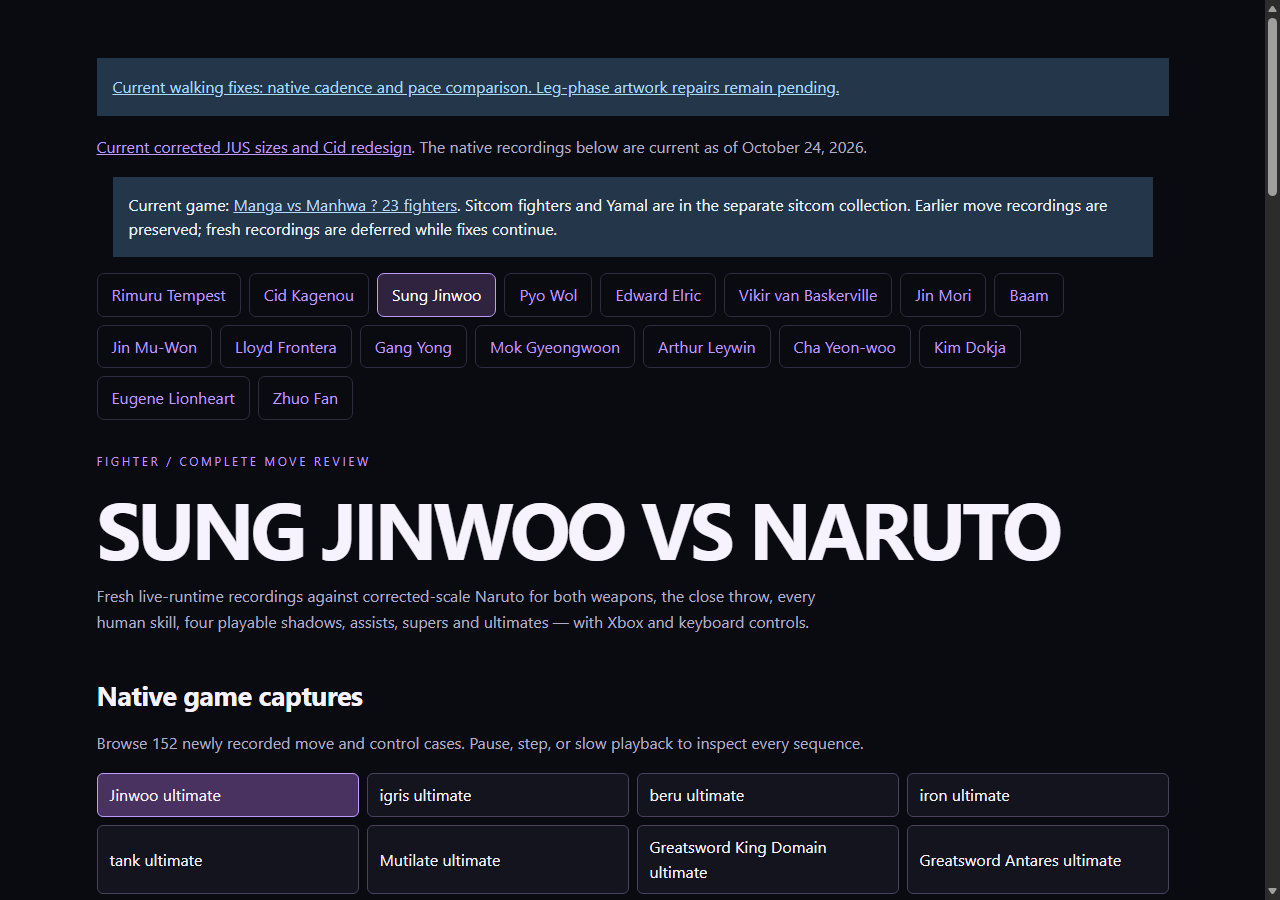 Current walking fixes: native cadence and pace comparison. Leg-phase artwork repairs remain pending.
Current corrected JUS sizes and Cid redesign. The native recordings below are current as of October 24, 2026.
Current game: Manga vs Manhwa ? 23 fighters. Sitcom fighters and Yamal are in the separate sitcom collection. Earlier move recordings are
preserved; fresh recordings are deferred while fixes continue.
Rimuru Tempest Cid Kagenou Sung Jinwoo Pyo Wol Edward Elric Vikir van Baskerville Jin Mori Baam
Jin Mu-Won Lloyd Frontera Gang Yong Mok Gyeongwoon Arthur Leywin Cha Yeon-woo Kim Dokja
Eugene Lionheart Zhuo Fan
FIGHTER / COMPLETE MOVE REVIEW
SUNG JINWOO VS NARUTO
Fresh live-runtime recordings against corrected-scale Naruto for both weapons, the close throw, every
human skill, four playable shadows, assists, supers and ultimates — with Xbox and keyboard controls.
Native game captures
Browse 152 newly recorded move and control cases. Pause, step, or slow playback to inspect every sequence.
Jinwoo ultimate igris ultimate beru ultimate iron ultimate
tank ultimate Mutilate ultimate Greatsword King Domain
ultimate Greatsword Antares ultimate